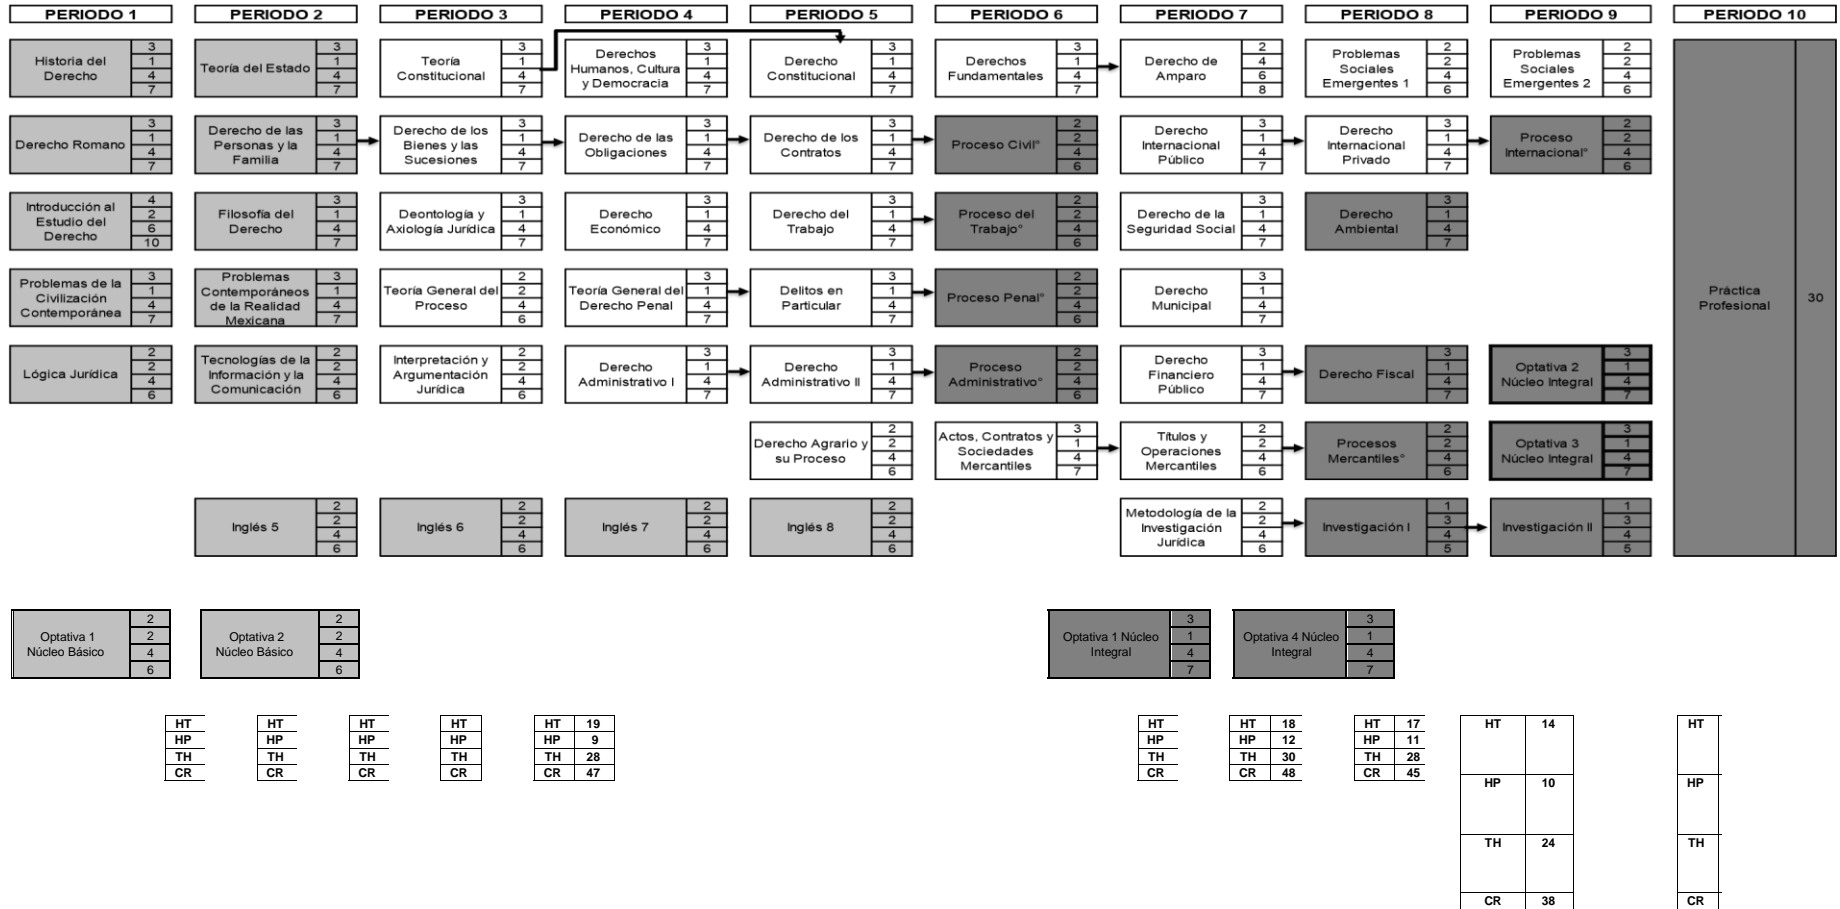 PERIODO 1
PERIODO 2
PERIODO 3
PERIODO 4
PERIODO 5
PERIODO 6
PERIODO 7
PERIODO 8
PERIODO 9
PERIODO 10
Historia del
Derecho
3
1
4
7
Teoría del Estado
3
1
4
7
Teoría
Constitucional
3
1
4
7
Derechos
Humanos, Cultura
y Democracia
3
1
4
7
Derecho
Constitucional
3
1
4
7
Derechos
Fundamentales
3
1
4
7
Derecho de
Amparo
2
4
6
8
Problemas
Sociales
Emergentes 1
2
2
4
6
Problemas
Sociales
Emergentes 2
2
2
4
6
Derecho Romano
3
1
4
7
Derecho de las
Personas y la
Familia
3
1
4
7
Derecho de los
Bienes y las
Sucesiones
3
1
4
7
Derecho de las
Obligaciones
3
1
4
7
Derecho de los
Contratos
3
1
4
7
Proceso Civil°
2
2
4
6
Derecho
Internacional
Público
3
1
4
7
Derecho
Internacional
Privado
3
1
4
7
Proceso
Internacional°
2
2
4
6
Introducción al
Estudio del
Derecho
4
2
6
10
Filosofía del
Derecho
3
1
4
7
Deontología y
Axiología Jurídica
3
1
4
7
Derecho
Económico
3
1
4
7
Derecho del
Trabajo
3
1
4
7
Proceso del
Trabajo°
2
2
4
6
Derecho de la
Seguridad Social
3
1
4
7
Derecho
Ambiental
3
1
4
7
Problemas de la
Civilización
Contemporánea
3
1
4
7
Problemas
Contemporáneos
de la Realidad
Mexicana
3
1
4
7
Teoría General del
Proceso
2
2
4
6
Teoría General del
Derecho Penal
3
1
4
7
Delitos en
Particular
3
1
4
7
Proceso Penal°
2
2
4
6
Derecho
Municipal
3
1
4
7
Práctica
Profesional
30
Lógica Jurídica
2
2
4
6
Tecnologías de la
Información y la
Comunicación
2
2
4
6
Interpretación y
Argumentación
Jurídica
2
2
4
6
Derecho
Administrativo I
3
1
4
7
Derecho
Administrativo II
3
1
4
7
Proceso
Administrativo°
2
2
4
6
Derecho
Financiero
Público
3
1
4
7
Derecho Fiscal
3
1
4
7
Optativa 2
Núcleo Integral
3
1
4
7
Derecho Agrario y
su Proceso
2
2
4
6
Actos, Contratos y
Sociedades
Mercantiles
3
1
4
7
Títulos y
Operaciones
Mercantiles
2
2
4
6
Procesos
Mercantiles°
2
2
4
6
Optativa 3
Núcleo Integral
3
1
4
7
Inglés 5
2
2
4
6
Inglés 6
2
2
4
6
Inglés 7
2
2
4
6
Inglés 8
2
2
4
6
Metodología de la
Investigación
Jurídica
2
2
4
6
Investigación I
1
3
4
5
Investigación II
1
3
4
5
Optativa 1
Núcleo Básico
2
2
4
6
Optativa 2
Núcleo Básico
2
2
4
6
Optativa 1 Núcleo
Integral
3
1
4
7
Optativa 4 Núcleo
Integral
3
1
4
7
HT
HP
TH
CR
HT
HP
TH
CR
HT
HP
TH
CR
HT
HP
TH
CR
HT 19
HP 9
TH 28
CR 47
HT
HP
TH
CR
HT 18
HP 12
TH 30
CR 48
HT 17
HP 11
TH 28
CR 45
HT 14
HP 10
TH 24
CR 38
HT
HP
TH
CR